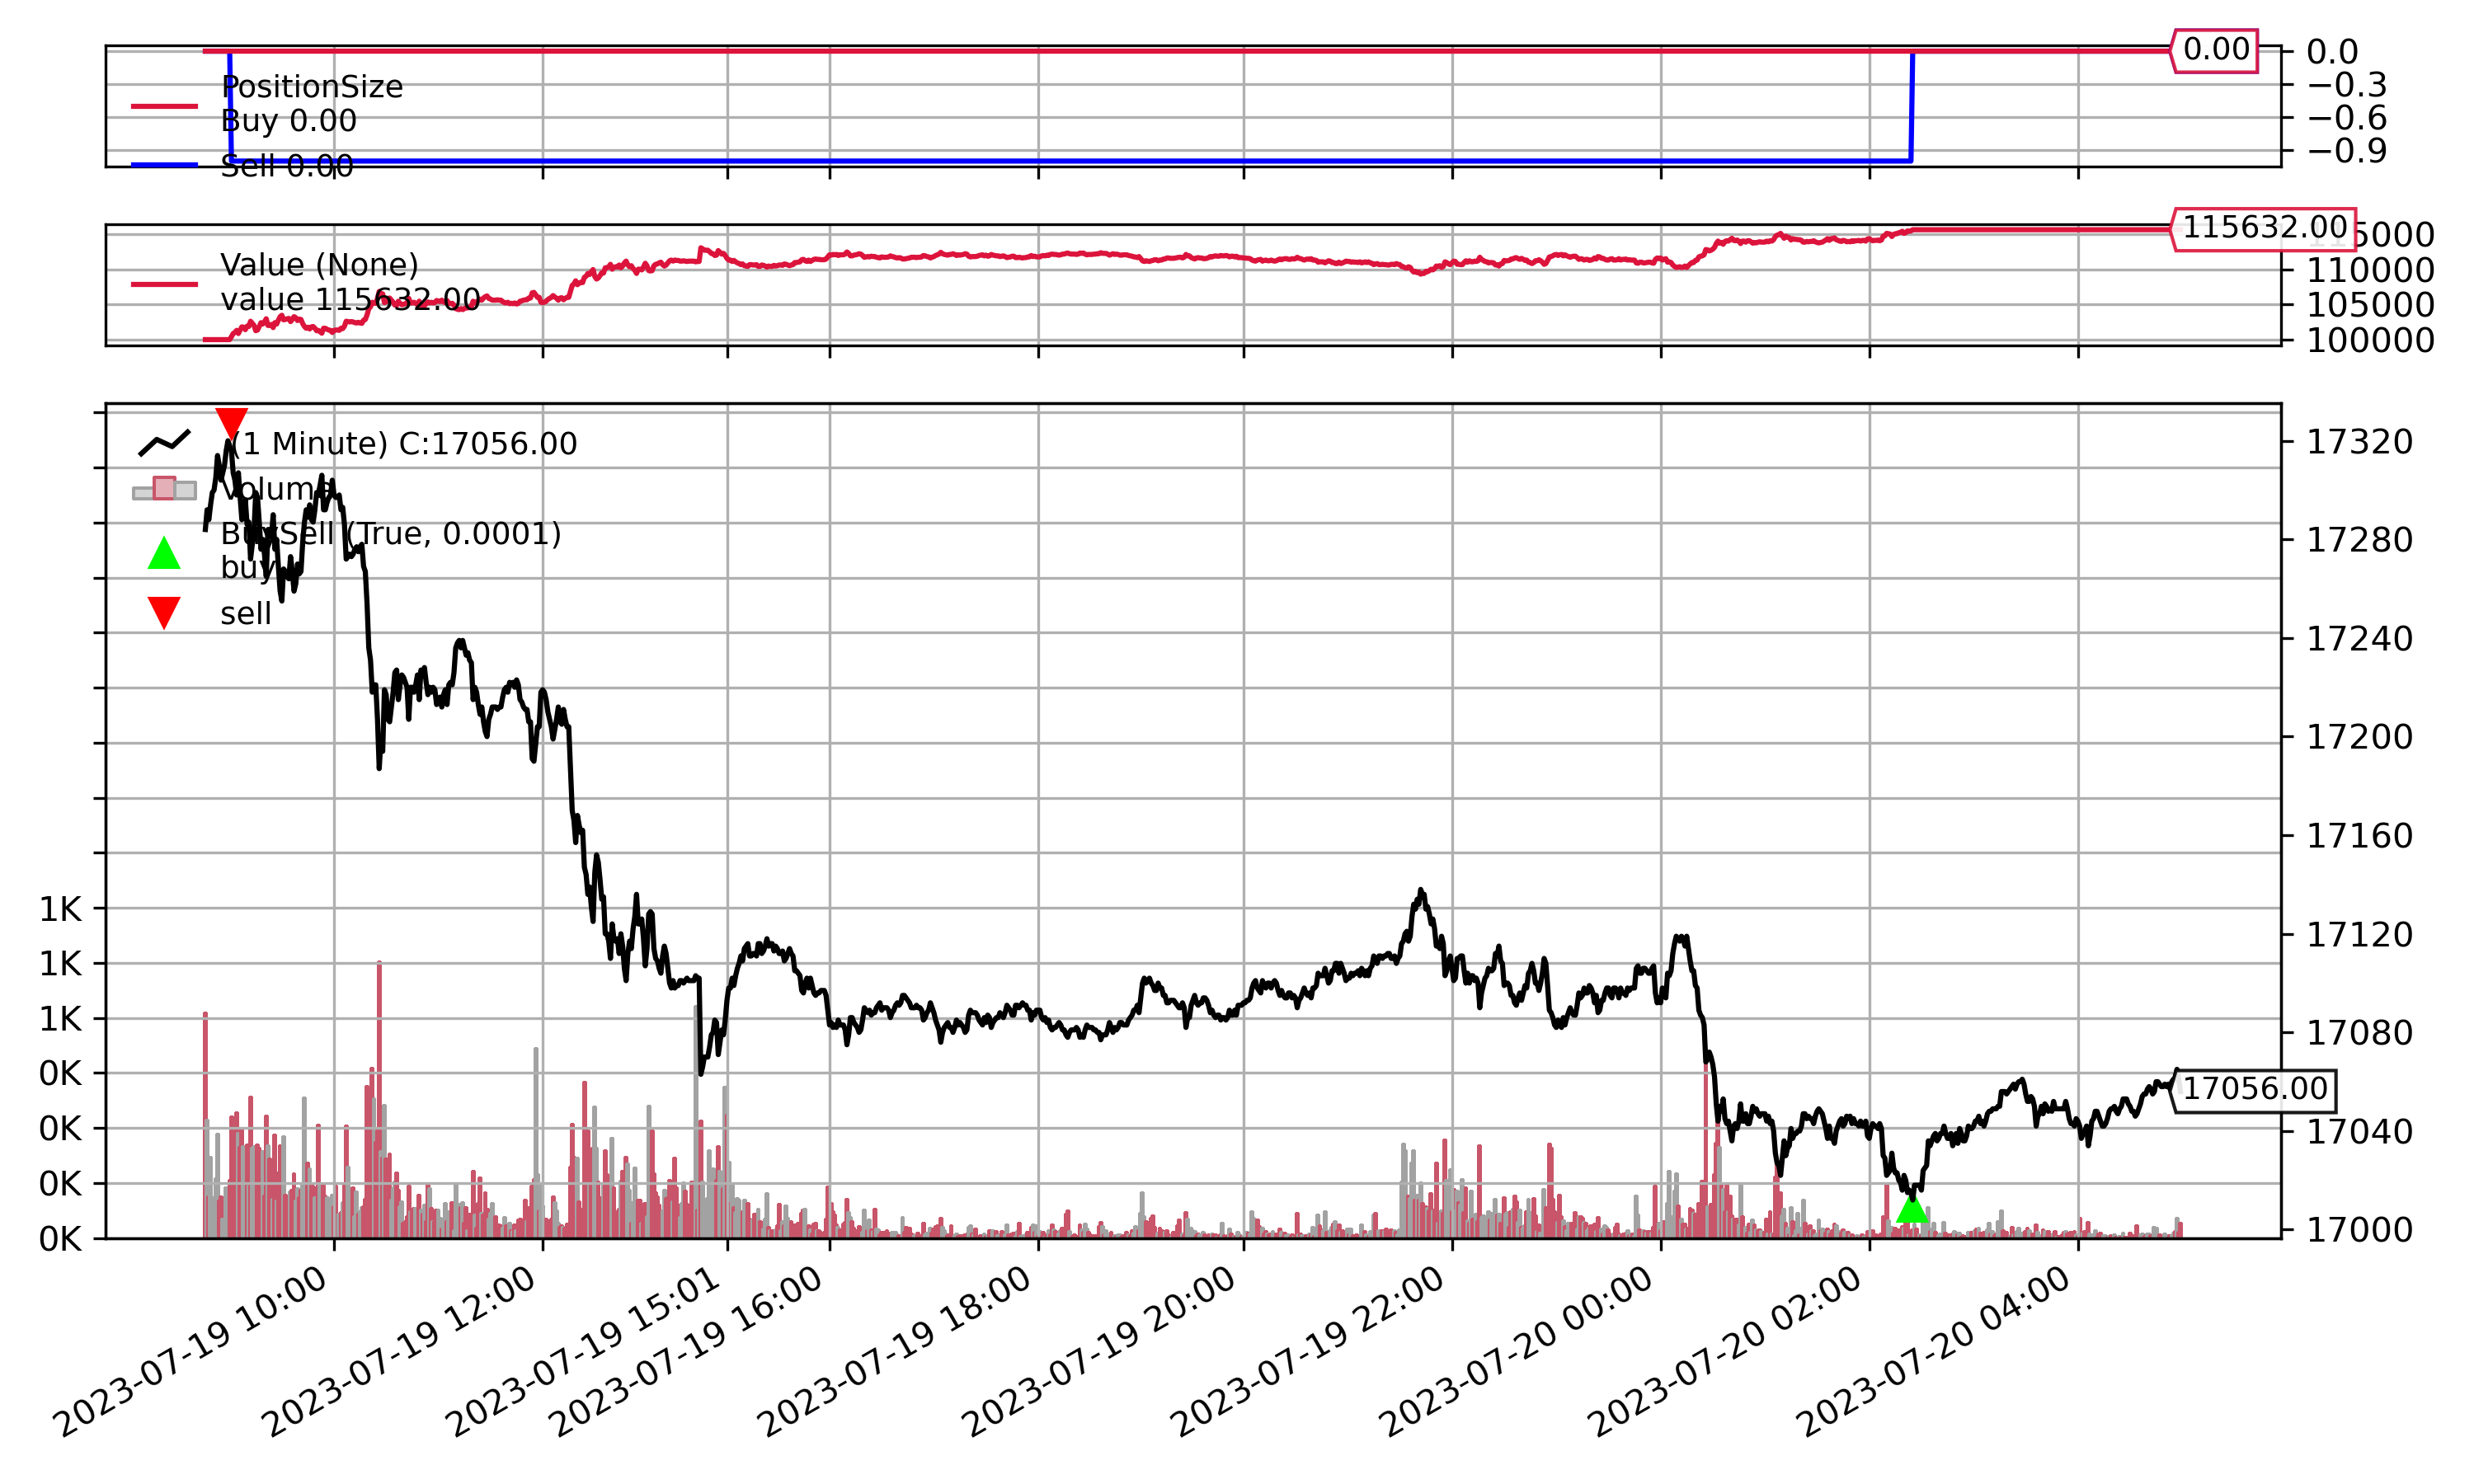 0.00
0.0
−0.3
−0.6
−0.9
PositionSize
Buy 0.00
Sell 0.00
115632.00
115000
110000
105000
100000
Value (None)
value 115632.00
(1 Minute) C:17056.00
Volume
BuySell (True, 0.0001)
buy
sell
17320
17280
17240
17200
17160
17120
17080
17056.00
17040
17000
1K
1K
1K
0K
0K
0K
0K
2023-07-19 10:00
2023-07-19 12:00
2023-07-19 15:01
2023-07-19 16:00
2023-07-19 18:00
2023-07-19 20:00
2023-07-19 22:00
2023-07-20 00:00
2023-07-20 02:00
2023-07-20 04:00